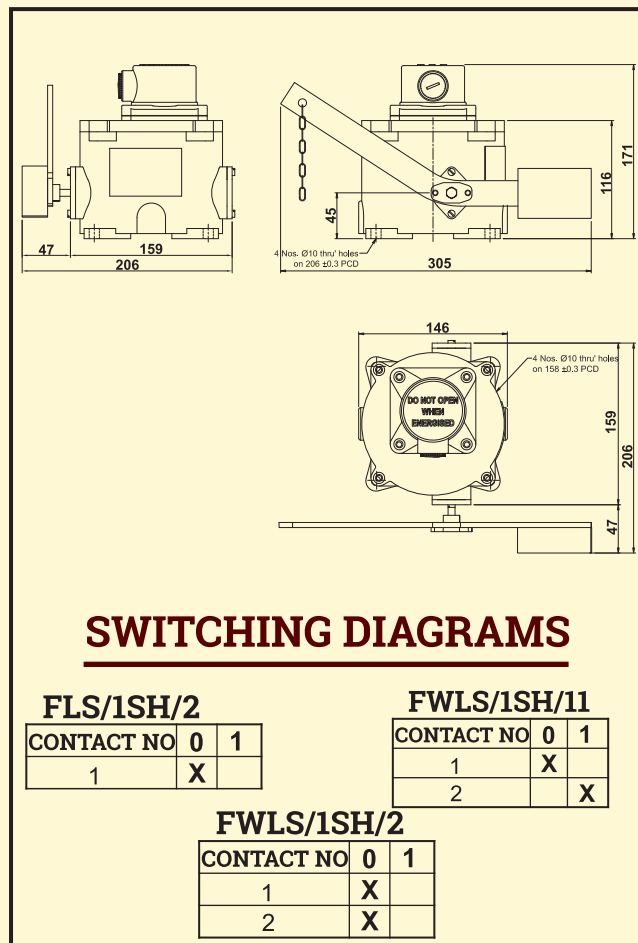 171
116
45
47
159
206
4 Nos. Ø10 thru' holes
on 206 ±0.3 PCD
305
146
4 Nos. Ø10 thru' holes
on 158 ±0.3 PCD
DO NOT OPEN
WHEN
ENERGISED
159
206
47
SWITCHING DIAGRAMS
FLS/1SH/2
CONTACT NO 0 1
1 X
FWLS/1SH/11
CONTACT NO 0 1
1 X
2 X
FWLS/1SH/2
CONTACT NO 0 1
1 X
2 X